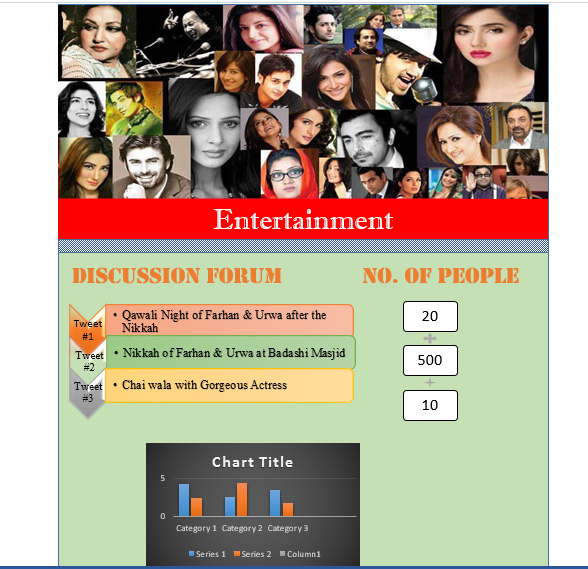 Entertainment
DISCUSSION FORUM
NO. OF PEOPLE
Tweet
#1
• Qawali Night of Farhan & Urwa after the
Nikkah
20
Tweet
#2
• Nikkah of Farhan & Urwa at Badashi Masjid
500
Tweet
#3
• Chai wala with Gorgeous Actress
10
Chart Title
5
0
Category 1 Category 2 Category 3
Series 1 Series 2 Column1